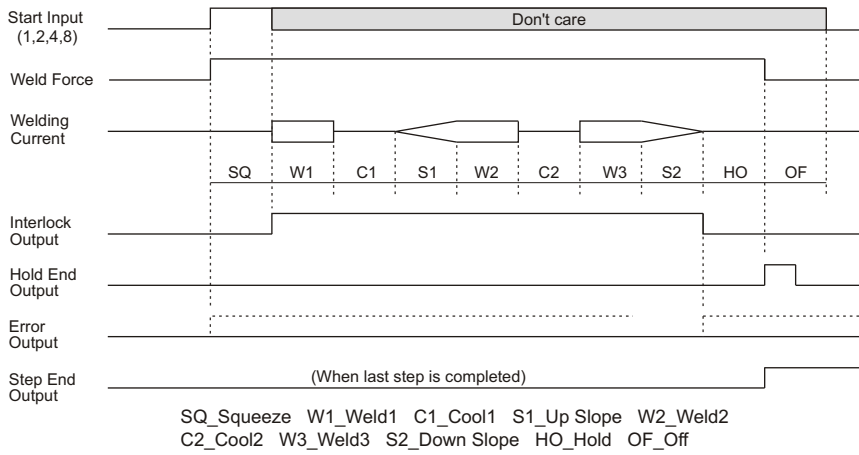 Start Input
(1,2,4,8)
Don't care
Weld Force
Welding
Current
SQ W1 C1 S1 W2 C2 W3 S2 HO OF
Interlock
Output
Hold End
Output
Error
Output
Step End
Output
(When last step is completed)
SQ_Squeeze W1_Weld1 C1_Cool1 S1_Up Slope W2_Weld2
C2_Cool2 W3_Weld3 S2_Down Slope HO_Hold OF_Off